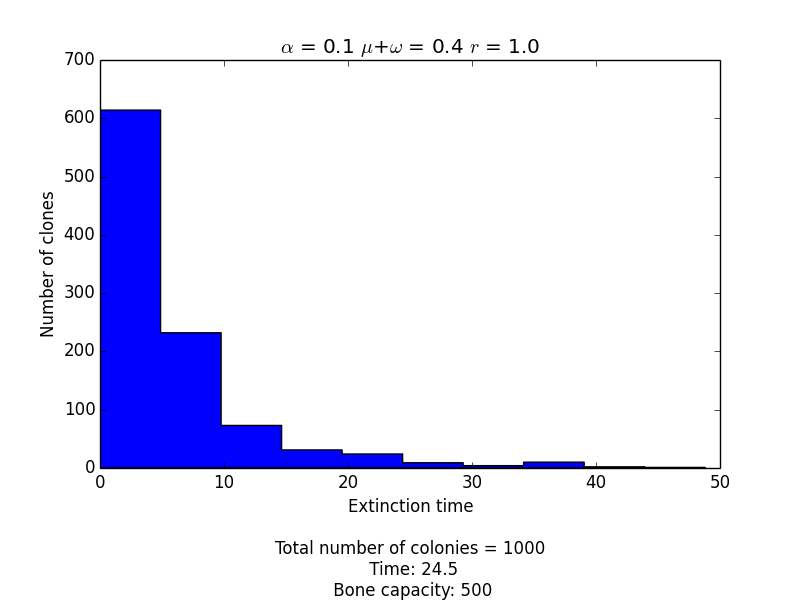 α = 0.1 μ+ω = 0.4 r = 1.0
700
600
500
400
300
200
100
0
Number of clones
0 10 20 30 40 50
Extinction time
Total number of colonies = 1000
Time: 24.5
Bone capacity: 500